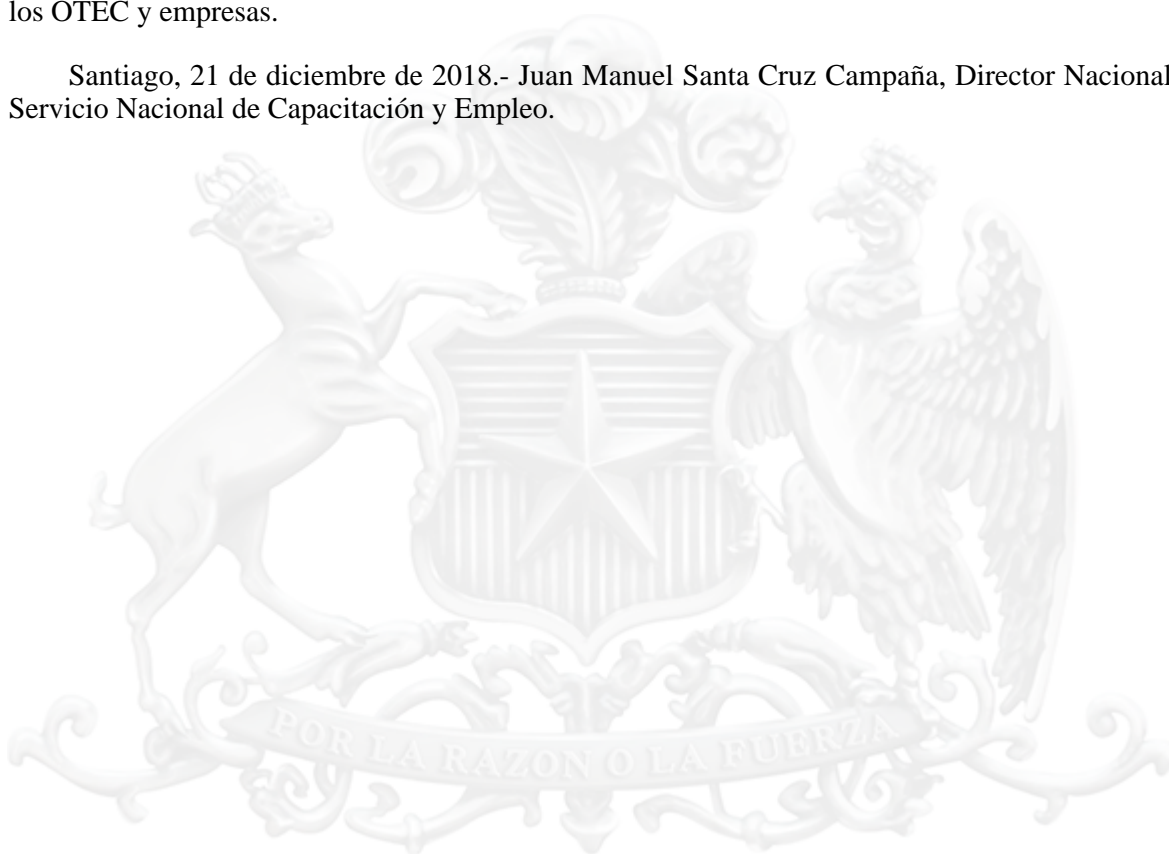 los OTEC y empresas.
Santiago, 21 de diciembre de 2018.- Juan Manuel Santa Cruz Campaña, Director Nacional
Servicio Nacional de Capacitación y Empleo.
POR LA RAZON O LA FUERZA